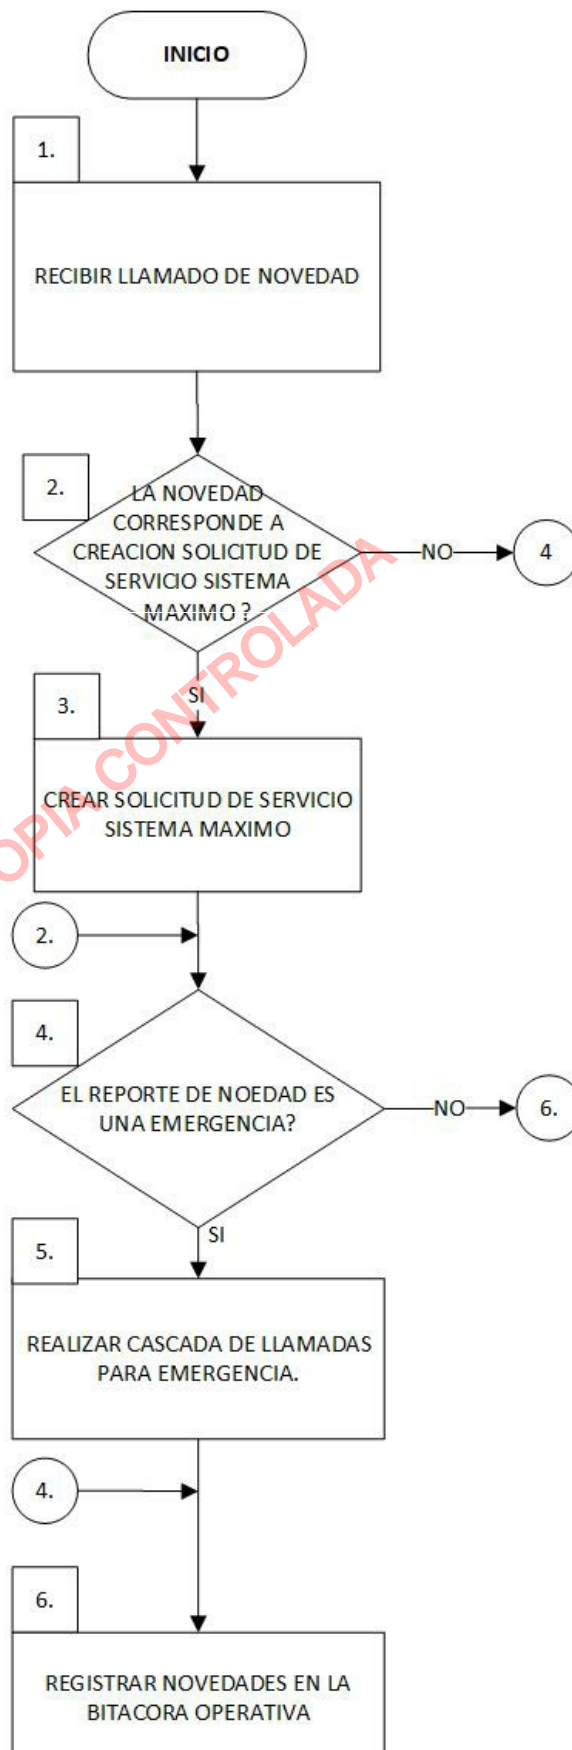 INICIO
1.
RECIBIR LLAMADO DE NOVEDAD
2.
LA NOVEDAD
CORRESPONDE A
CREACION SOLICITUD DE
SERVICIO SISTEMA
MAXIMO ?
NO
4
SI
3.
CREAR SOLICITUD DE SERVICIO
SISTEMA MAXIMO
2.
4.
EL REPORTE DE NOEDAD ES
UNA EMERGENCIA?
NO
6.
SI
5.
REALIZAR CASCADA DE LLAMADAS
PARA EMERGENCIA.
4.
6.
REGISTRAR NOVEDADES EN LA
BITACORA OPERATIVA
OPIA CONTROLADA